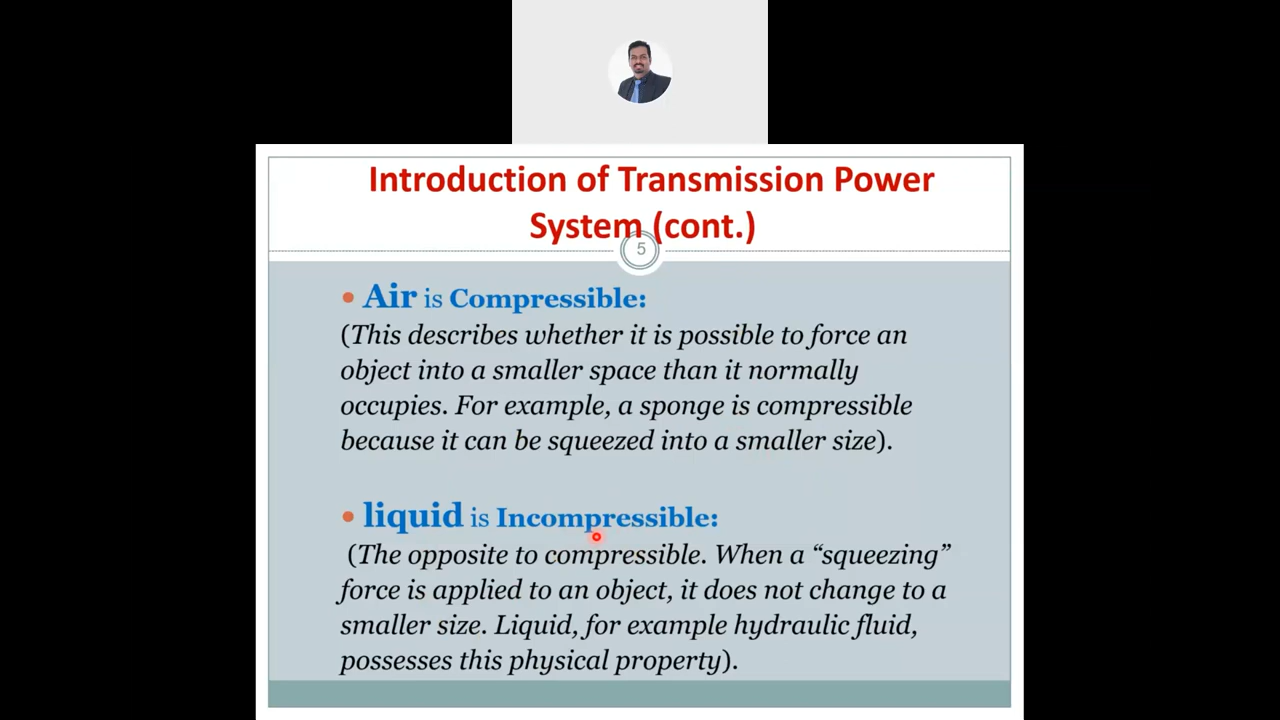 Introduction of Transmission Power
System (cont.)
5
• Air is Compressible:
(This describes whether it is possible to force an
object into a smaller space than it normally
occupies. For example, a sponge is compressible
because it can be squeezed into a smaller size).
• liquid is Incompressible:
(The opposite to compressible. When a “squeezing”
force is applied to an object, it does not change to a
smaller size. Liquid, for example hydraulic fluid,
possesses this physical property).